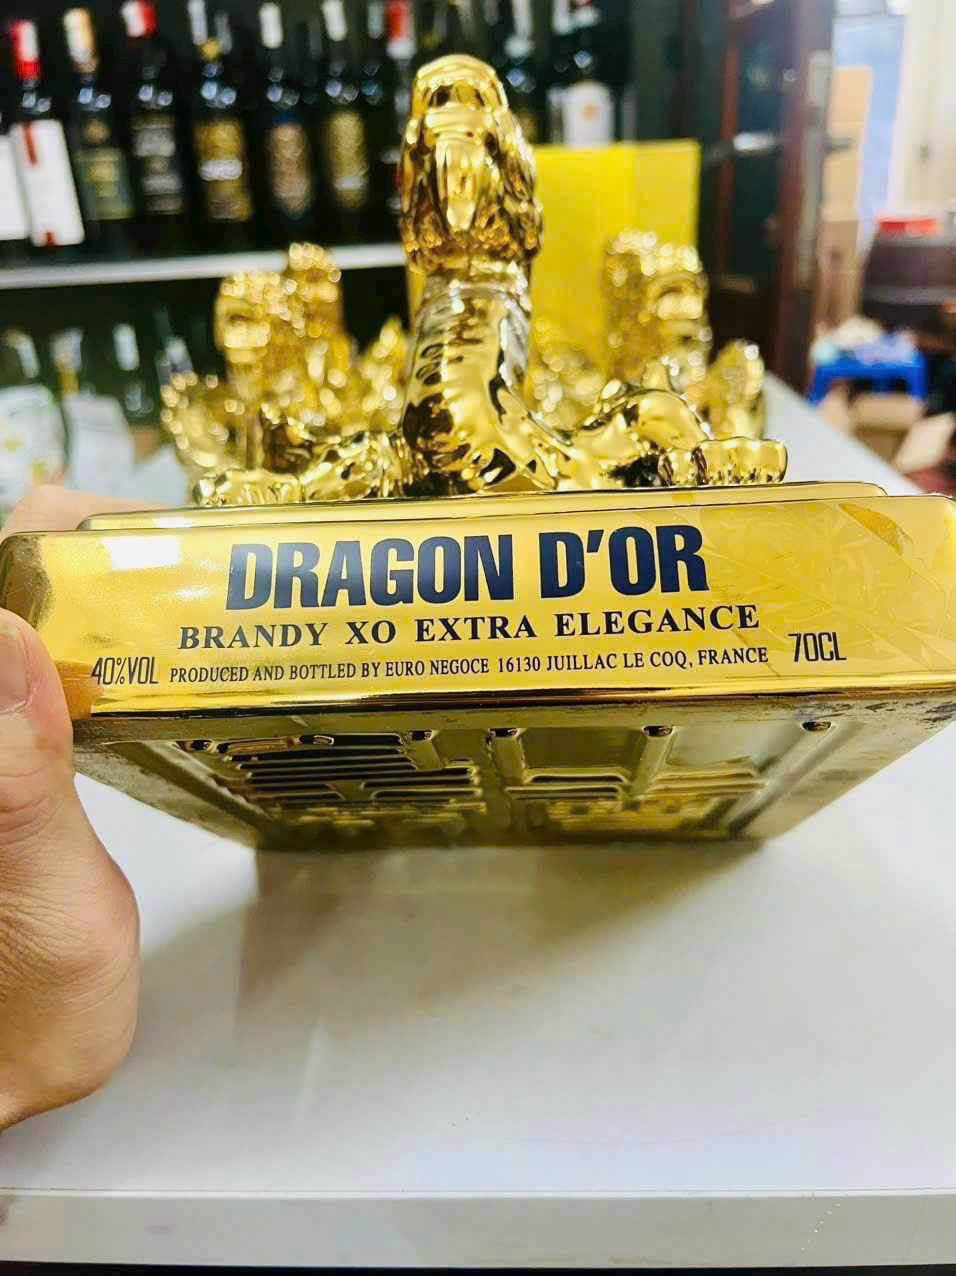 DRAGON D'OR
BRANDY XO EXTRA ELEGANCE
40%VOL PRODUCED AND BOTTLED BY EURO NEGOCE 16130 JUILLAC LE COQ, FRANCE 70CL